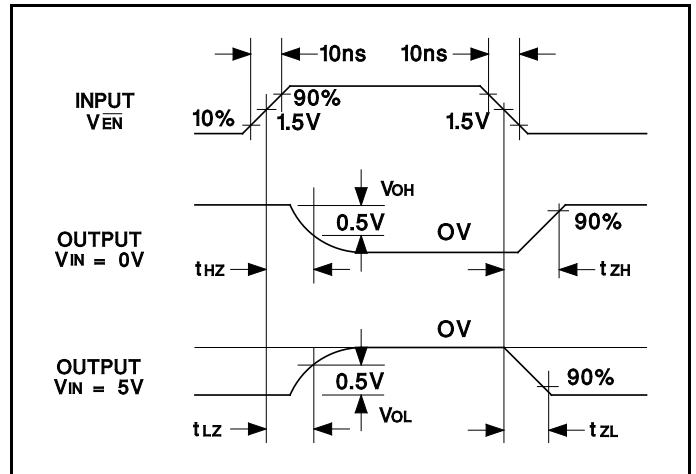 10ns 10ns
INPUT
VEN
10% 90% 1.5V 1.5V
VOH
0.5V
OUTPUT
VIN = 0V
OV
90%
tHZ tZH
OV
OUTPUT
VIN = 5V
0.5V
90%
VOL
tLZ tZL